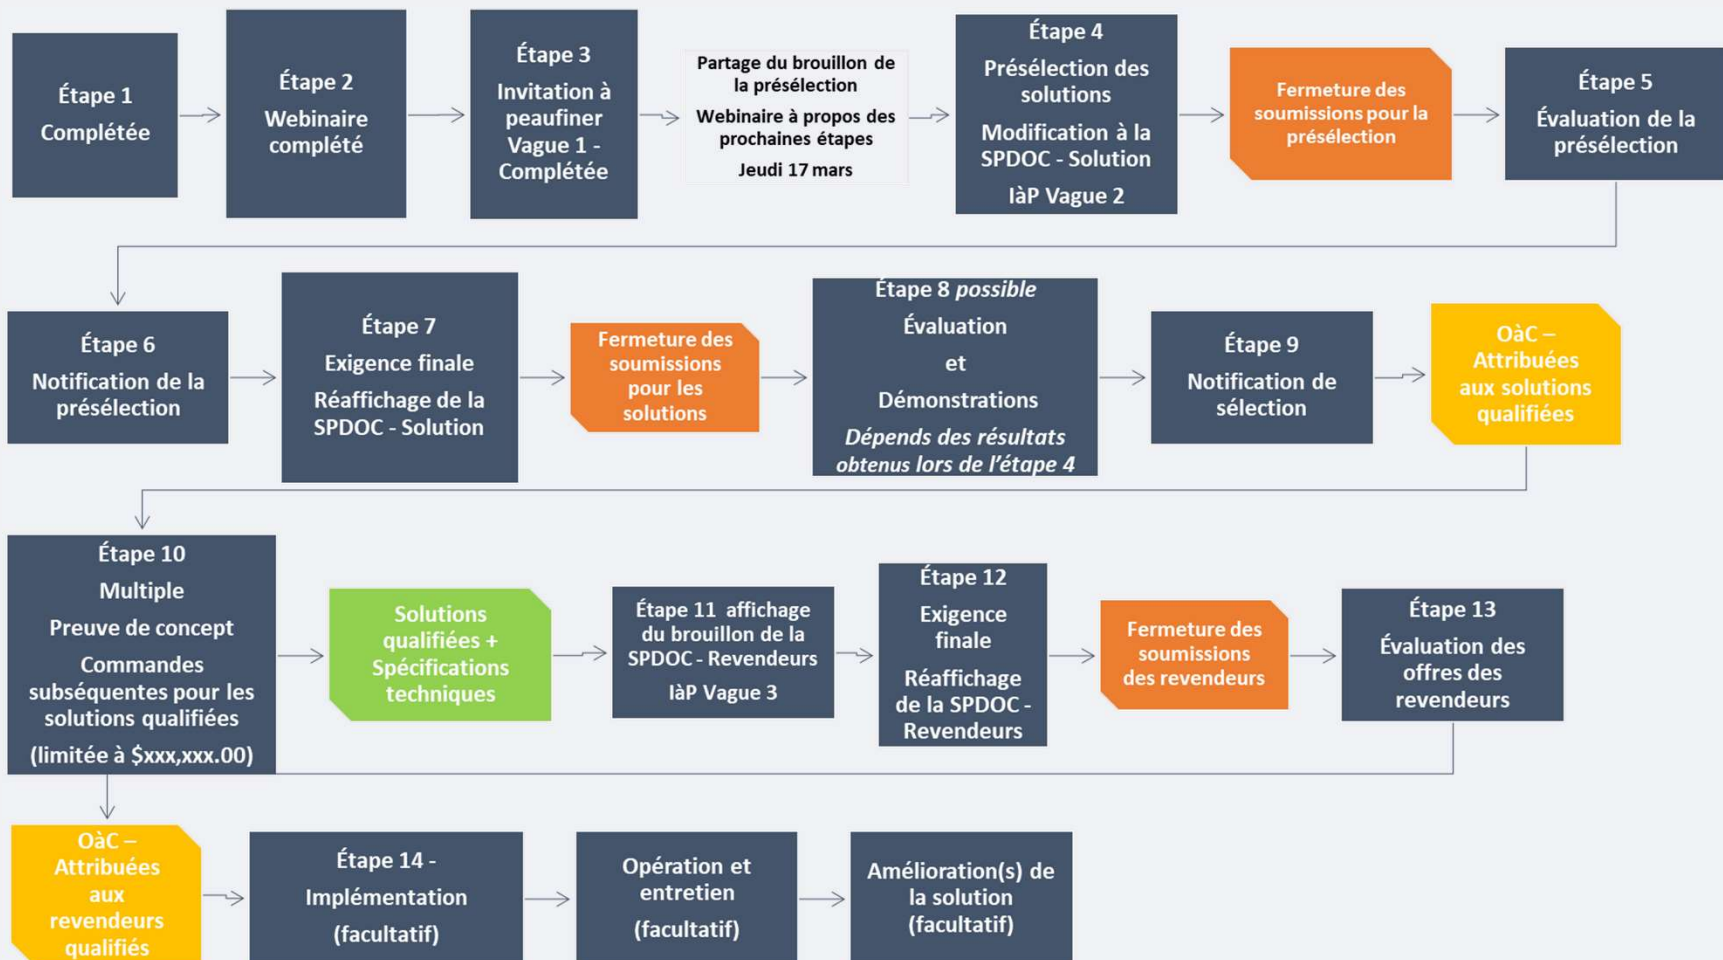 Étape 1
Complétée
Étape 2
Webinaire
complété
Étape 3
Invitation à
peaufiner
Vague 1 -
Complétée
Partage du brouillon de
la présélection
Webinaire à propos des
prochaines étapes
Jeudi 17 mars
Étape 4
Présélection des
solutions
Modification à la
SPDOC - Solution
IàP Vague 2
Fermeture des
soumissions pour la
présélection
Étape 5
Évaluation de la
présélection
Étape 6
Notification de la
présélection
Étape 7
Exigence finale
Réaffichage de la
SPDOC - Solution
Fermeture des
soumissions
pour les
solutions
Étape 8 possible
Évaluation
et
Démonstrations
Dépends des résultats
obtenus lors de l’étape 4
Étape 9
Notification de
sélection
OàC –
Attribuées
aux solutions
qualifiées
Étape 10
Multiple
Preuve de concept
Commandes
subséquentes pour les
solutions qualifiées
(limitée à $xxx,xxx.00)
Solutions
qualifiées +
Spécifications
techniques
Étape 11 affichage
du brouillon de la
SPDOC - Revendeurs
IàP Vague 3
Étape 12
Exigence
finale
Réaffichage
de la SPDOC -
Revendeurs
Fermeture des
soumissions
des revendeurs
Étape 13
Évaluation des
offres des
revendeurs
OàC –
Attribuées
aux
revendeurs
qualifiés
Étape 14 -
Implémentation
(facultatif)
Opération et
entretien
(facultatif)
Amélioration(s) de
la solution
(facultatif)